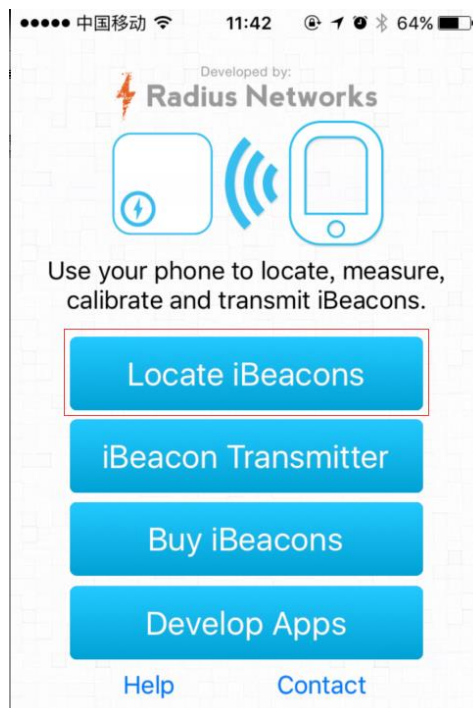 中国移动 11:42 64%
Developed by:
Radius Networks
Use your phone to locate, measure,
calibrate and transmit iBeacons.
Locate iBeacons
iBeacon Transmitter
Buy iBeacons
Develop Apps
Help Contact